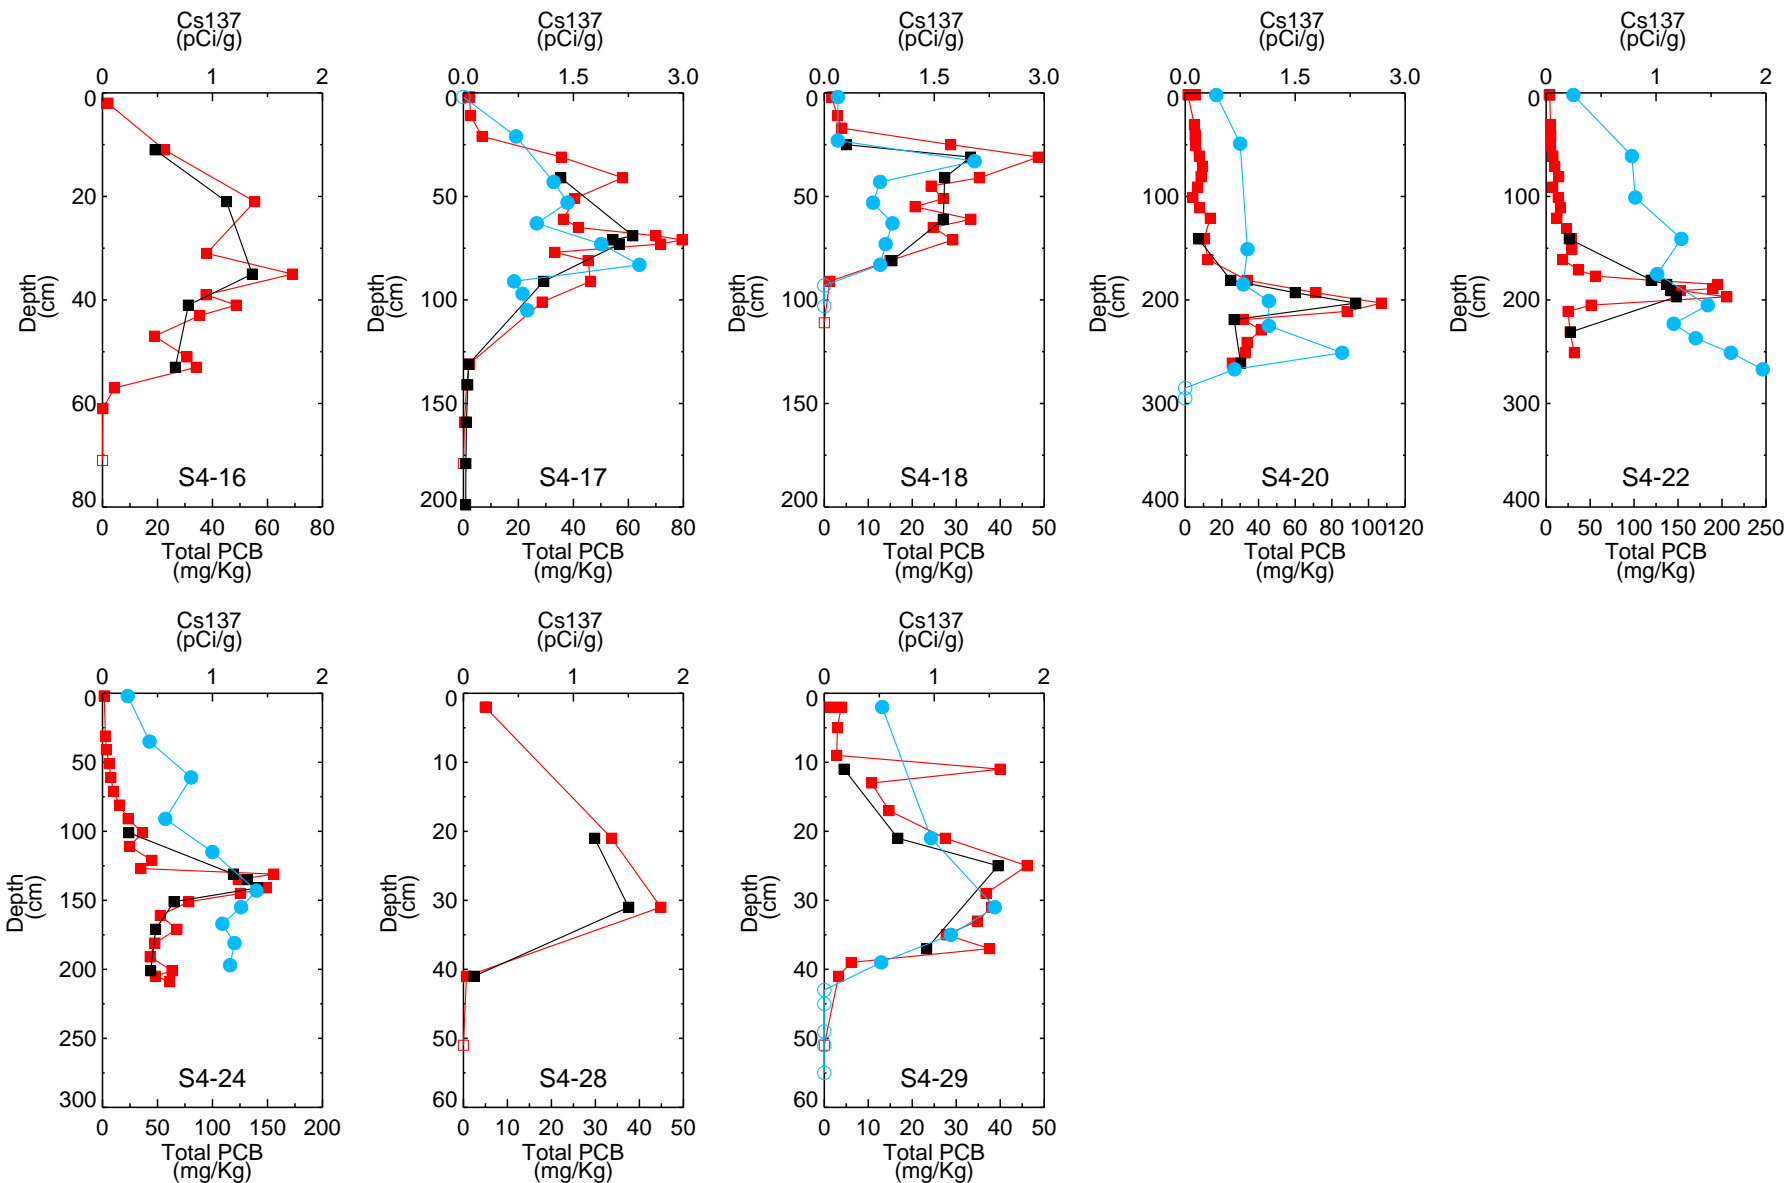 Cs137
(pCi/g)
0 1 2
0
20
40
60
80
Depth
(cm)
S4-16
0 20 40 60 80
Total PCB
(mg/Kg)
Cs137
(pCi/g)
0.0 1.5 3.0
0
50
100
150
200
Depth
(cm)
S4-17
0 20 40 60 80
Total PCB
(mg/Kg)
Cs137
(pCi/g)
0.0 1.5 3.0
0
50
100
150
200
Depth
(cm)
S4-18
0 10 20 30 40 50
Total PCB
(mg/Kg)
Cs137
(pCi/g)
0.0 1.5 3.0
0
100
200
300
400
Depth
(cm)
S4-20
0 20 40 60 80 100 120
Total PCB
(mg/Kg)
Cs137
(pCi/g)
0 1 2
0
100
200
300
400
Depth
(cm)
S4-22
0 50 100 150 200 250
Total PCB
(mg/Kg)
Cs137
(pCi/g)
0 1 2
0
50
100
150
200
250
300
Depth
(cm)
S4-24
0 50 100 150 200
Total PCB
(mg/Kg)
Cs137
(pCi/g)
0 1 2
0
10
20
30
40
50
60
Depth
(cm)
S4-28
0 10 20 30 40 50
Total PCB
(mg/Kg)
Cs137
(pCi/g)
0 1 2
0
10
20
30
40
50
60
Depth
(cm)
S4-29
0 10 20 30 40 50
Total PCB
(mg/Kg)